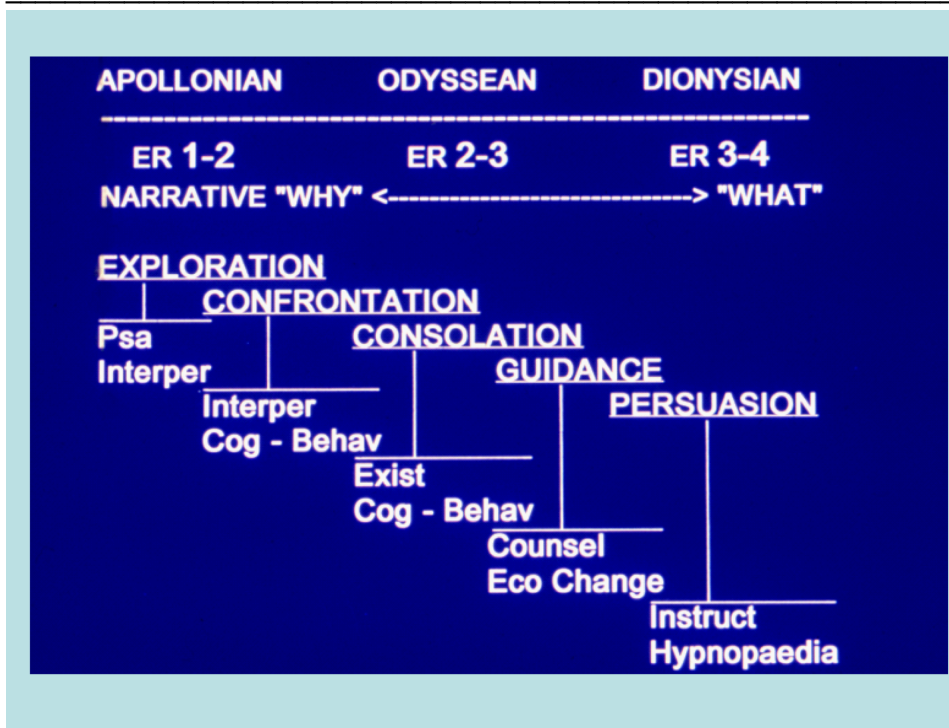 APOLLONIAN ODYSSEAN DIONYSIAN
ER 1-2 ER 2-3 ER 3-4
NARRATIVE "WHY" <------------------------------> "WHAT"
EXPLORATION
CONFRONTATION
Psa
Interper
CONSOLATION
GUIDANCE
Interper
Cog - Behav
PERSUASION
Exist
Cog - Behav
Counsel
Eco Change
Instruct
Hypnopaedia